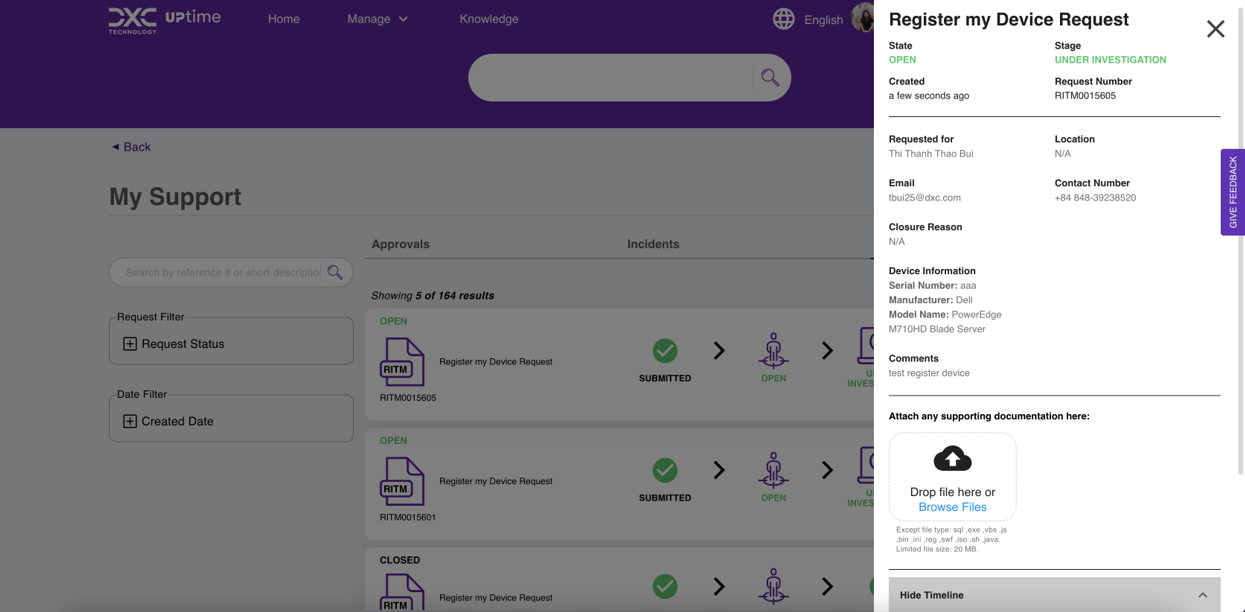 DXC
TECHNOLOGY
UPtime
Home
Manage
Knowledge
English
Back
My Support
Search by reference # or short description
Request Filter
Request Status
Date Filter
Created Date
Approvals
Incidents
Showing 5 of 164 results
OPEN
RITM
RITM0015605
Register my Device Request
SUBMITTED
OPEN
INVES
OPEN
RITM
RITM0015601
Register my Device Request
SUBMITTED
OPEN
INVES
CLOSED
RITM
Register my Device Request
Register my Device Request
State
OPEN
Stage
UNDER INVESTIGATION
Created
a few seconds ago
Request Number
RITM0015605
Requested for
Thi Thanh Thao Bui
Location
N/A
Email
tbui25@dxc.com
Contact Number
+84 848-39238520
Closure Reason
N/A
Device Information
Serial Number: aaa
Manufacturer: Dell
Model Name: PowerEdge
M710HD Blade Server
Comments
test register device
Attach any supporting documentation here:
Drop file here or
Browse Files
Except file type: sql ,exe ,vbs ,js
,bin ,ini ,reg ,swf ,iso ,sh ,java.
Limited file size: 20 MB.
Hide Timeline
GIVE FEEDBACK